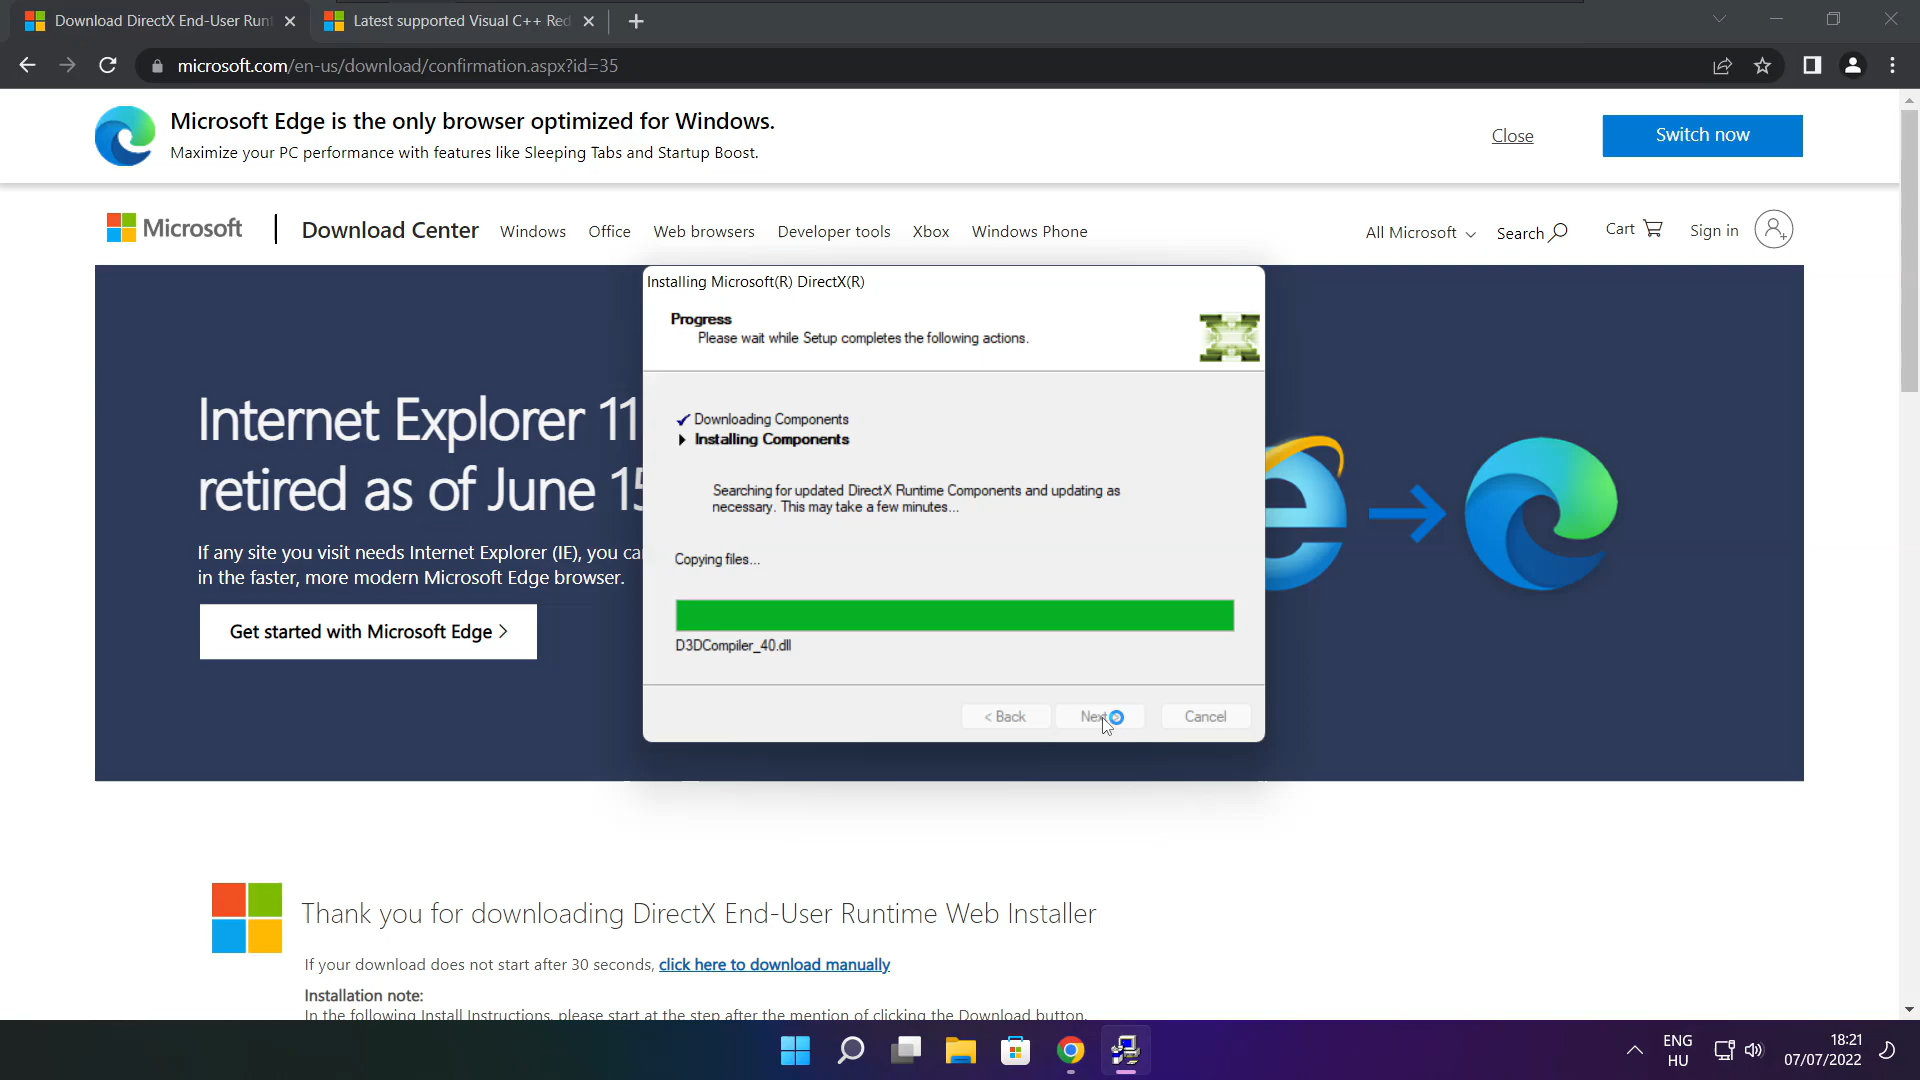 Download DirectX End-User Run
Latest supported Visual C++ Red
microsoft.com/en-us/download/confirmation.aspx?id=35
Microsoft Edge is the only browser optimized for Windows.
Maximize your PC performance with features like Sleeping Tabs and Startup Boost.
Close
Switch now
Microsoft
Download Center
Windows
Office
Web browsers
Developer tools
Xbox
Windows Phone
All Microsoft
Search
Cart
Sign in
Installing Microsoft(R) DirectX(R)
Progress
Please wait while Setup completes the following actions.
Downloading Components
Installing Components
Searching for updated DirectX Runtime Components and updating as
necessary. This may take a few minutes...
Copying files...
D3DCompiler_40.dll
< Back
Next
Cancel
Internet Explorer 11
retired as of June 15
If any site you visit needs Internet Explorer (IE), you ca
in the faster, more modern Microsoft Edge browser.
Get started with Microsoft Edge >
Thank you for downloading DirectX End-User Runtime Web Installer
If your download does not start after 30 seconds, click here to download manually
Installation note:
In the following Install Instructions, please start at the step after the mention of clicking the Download button.
ENG
HU
18:21
07/07/2022